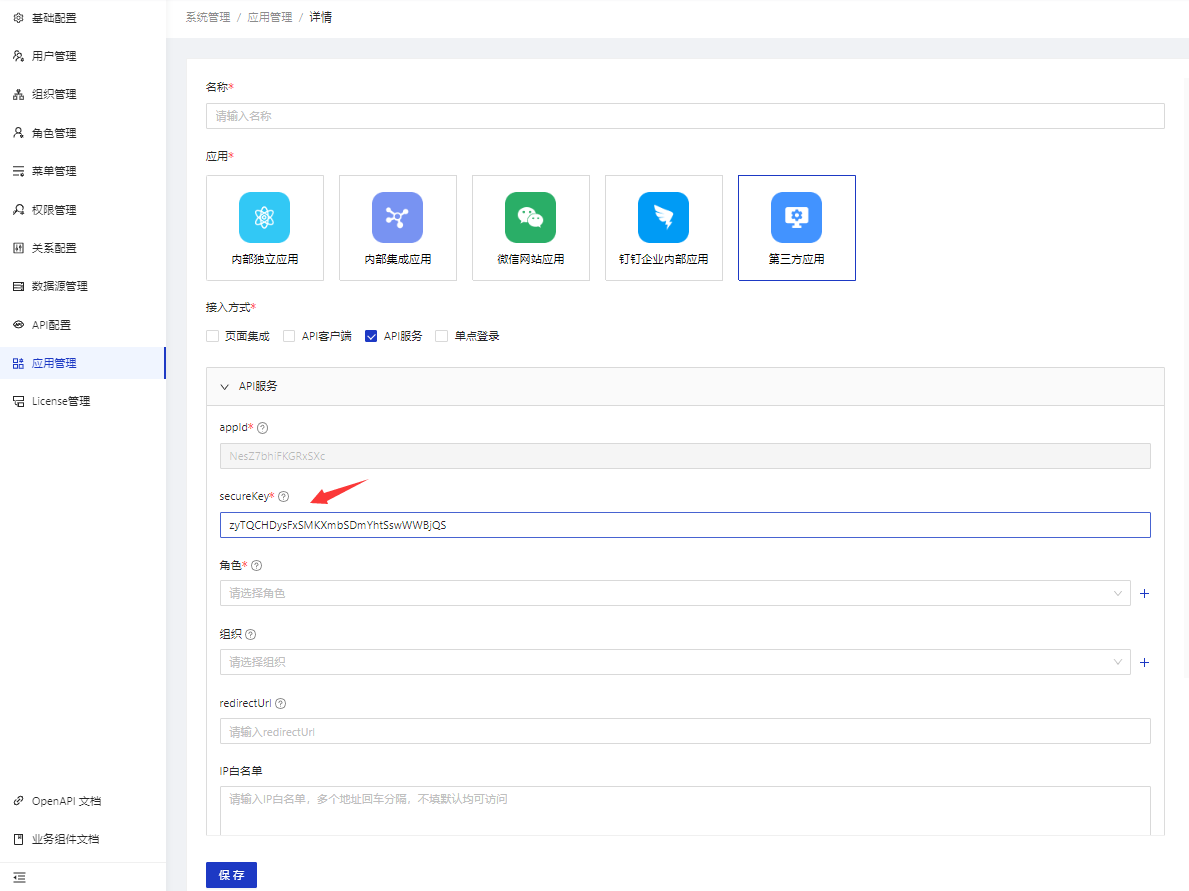 基础配置
用户管理
组织管理
角色管理
菜单管理
权限管理
关系配置
数据源管理
API配置
应用管理
License管理
OpenAPI 文档
业务组件文档
系统管理 / 应用管理 / 详情
名称*
请输入名称
应用*
内部独立应用 内部集成应用 微信网站应用 钉钉企业内部应用 第三方应用
接入方式*
页面集成 API客户端 API服务 单点登录
API服务
appId*
NesZ7bhiFKGRxSXc
secureKey*
zyTQCHDysFxSMKXmbSDmYhtSswWWBjQS
角色*
请选择角色
组织
请选择组织
redirectUrl
请输入redirectUrl
IP白名单
请输入IP白名单，多个地址回车分隔，不填默认均可访问
保存